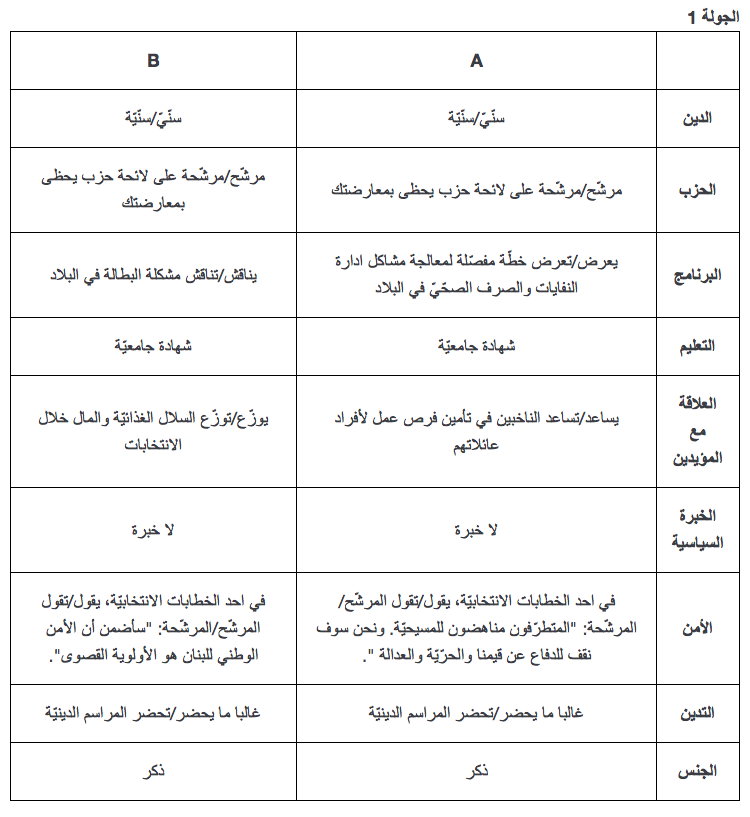 الجولة 1
A
B
الدين
سنّيّ/سنّيّة
سنّيّ/سنّيّة
الحزب
مرشّح/مرشّحة على لائحة حزب يحظى بمعارضتك
مرشّح/مرشّحة على لائحة حزب يحظى
بمعارضتك
البرنامج
يعرض/تعرض خطّة مفصّلة لمعالجة مشاكل ادارة
النفايات والصرف الصحّيّ في البلاد
يناقش/تناقش مشكلة البطالة في البلاد
التعليم
شهادة جامعيّة
شهادة جامعيّة
العلاقة
مع
المؤيدين
يساعد/تساعد الناخبين في تأمين فرص عمل لأفراد
عائلاتهم
يوزّع/توزّع السلال الغذائيّة والمال خلال
الانتخابات
الخبرة
السياسية
لا خبرة
لا خبرة
الأمن
في احد الخطابات الانتخابيّة، يقول/تقول المرشّح/
المرشّحة: "المتطرّفون مناهضون للمسيحيّة. ونحن سوف
نقف للدفاع عن قيمنا والحرّيّة والعدالة ".
في احد الخطابات الانتخابيّة، يقول/تقول
المرشّح/المرشّحة: "سأضمن أن الأمن
الوطني للبنان هو الأولوية القصوى".
التدين
غالبا ما يحضر/تحضر المراسم الدينيّة
غالبا ما يحضر/تحضر المراسم الدينيّة
الجنس
ذكر
ذكر